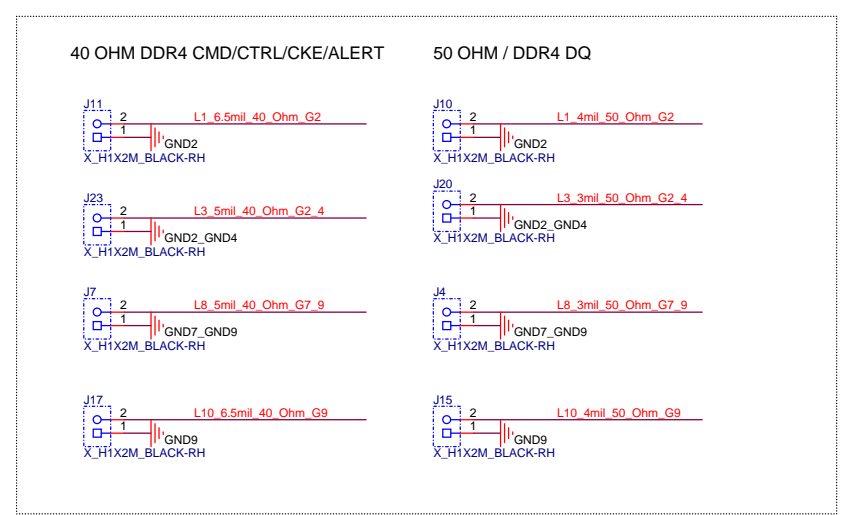 40 OHM DDR4 CMD/CTRL/CKE/ALERT
50 OHM / DDR4 DQ
J11
2
L1_6.5mil_40_Ohm_G2
1
GND2
X_H1X2M_BLACK-RH
J10
2
L1_4mil_50_Ohm_G2
1
GND2
X_H1X2M_BLACK-RH
J23
2
L3_5mil_40_Ohm_G2_4
1
GND2_GND4
X_H1X2M_BLACK-RH
J20
2
L3_3mil_50_Ohm_G2_4
1
GND2_GND4
X_H1X2M_BLACK-RH
J7
2
L8_5mil_40_Ohm_G7_9
1
GND7_GND9
X_H1X2M_BLACK-RH
J4
2
L8_3mil_50_Ohm_G7_9
1
GND7_GND9
X_H1X2M_BLACK-RH
J17
2
L10_6.5mil_40_Ohm_G9
1
GND9
X_H1X2M_BLACK-RH
J15
2
L10_4mil_50_Ohm_G9
1
GND9
X_H1X2M_BLACK-RH